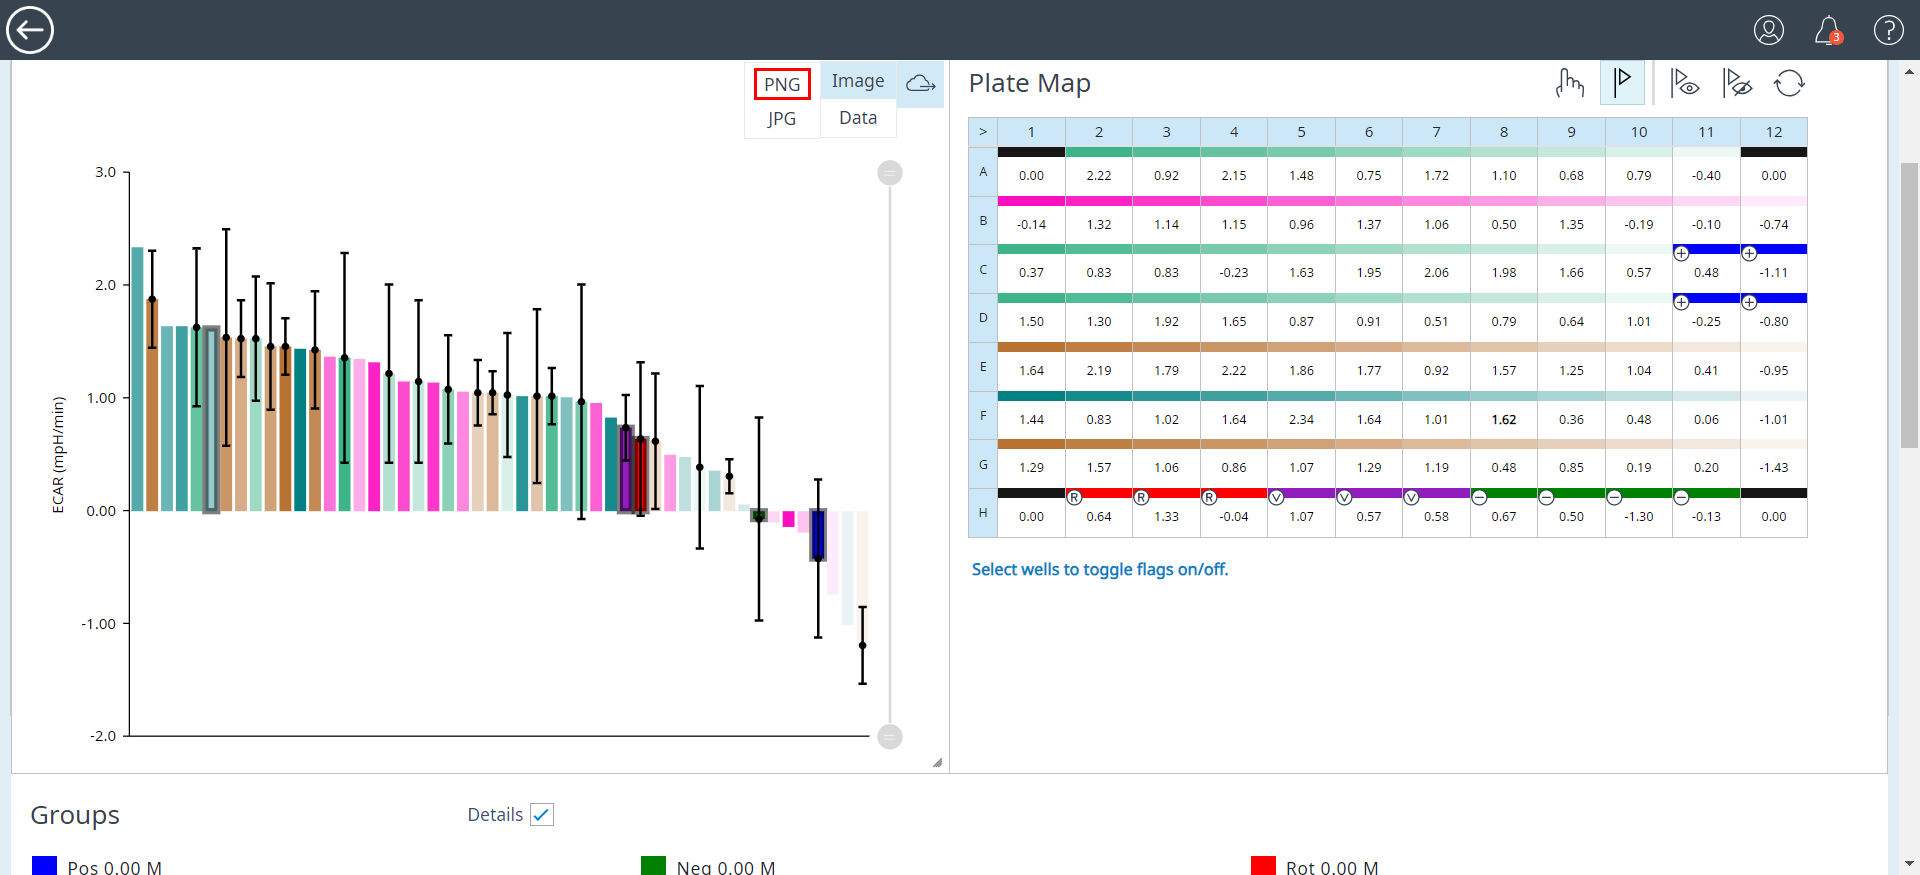 3
PNG
Image
JPG
Data
3.0
2.0
1.00
0.00
-1.00
-2.0
ECAR (mpH/min)
Plate Map
> 1 2 3 4 5 6 7 8 9 10 11 12
A 0.00 2.22 0.92 2.15 1.48 0.75 1.72 1.10 0.68 0.79 -0.40 0.00
B -0.14 1.32 1.14 1.15 0.96 1.37 1.06 0.50 1.35 -0.19 -0.10 -0.74
C 0.37 0.83 0.83 -0.23 1.63 1.95 2.06 1.98 1.66 0.57 0.48 -1.11
D 1.50 1.30 1.92 1.65 0.87 0.91 0.51 0.79 0.64 1.01 -0.25 -0.80
E 1.64 2.19 1.79 2.22 1.86 1.77 0.92 1.57 1.25 1.04 0.41 -0.95
F 1.44 0.83 1.02 1.64 2.34 1.64 1.01 1.62 0.36 0.48 0.06 -1.01
G 1.29 1.57 1.06 0.86 1.07 1.29 1.19 0.48 0.85 0.19 0.20 -1.43
R R R V V V
H 0.00 0.64 1.33 -0.04 1.07 0.57 0.58 0.67 0.50 -1.30 -0.13 0.00
Select wells to toggle flags on/off.
Groups
Details
Pos 0.00 M
Neg 0.00 M
Rot 0.00 M